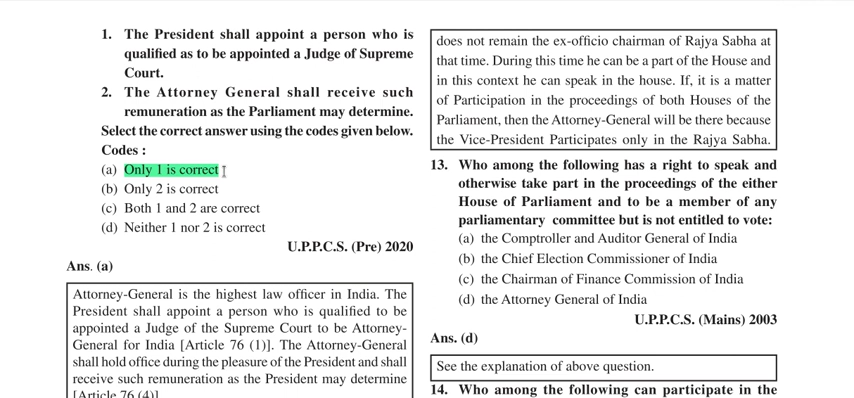 1. The President shall appoint a person who is
qualified as to be appointed a Judge of Supreme
Court.
2. The Attorney General shall receive such
remuneration as the Parliament may determine.
Select the correct answer using the codes given below.
Codes :
(a) Only 1 is correct
(b) Only 2 is correct
(c) Both 1 and 2 are correct
(d) Neither 1 nor 2 is correct
U.P.P.C.S. (Pre) 2020
Ans. (a)
Attorney-General is the highest law officer in India. The
President shall appoint a person who is qualified to be
appointed a Judge of the Supreme Court to be Attorney-
General for India [Article 76 (1)]. The Attorney-General
shall hold office during the pleasure of the President and shall
receive such remuneration as the President may determine
[Article 76 (4)]
does not remain the ex-officio chairman of Rajya Sabha at
that time. During this time he can be a part of the House and
in this context he can speak in the house. If, it is a matter
of Participation in the proceedings of both Houses of the
Parliament, then the Attorney-General will be there because
the Vice-President Participates only in the Rajya Sabha.
13. Who among the following has a right to speak and
otherwise take part in the proceedings of the either
House of Parliament and to be a member of any
parliamentary committee but is not entitled to vote:
(a) the Comptroller and Auditor General of India
(b) the Chief Election Commissioner of India
(c) the Chairman of Finance Commission of India
(d) the Attorney General of India
U.P.P.C.S. (Mains) 2003
Ans. (d)
See the explanation of above question.
14. Who among the following can participate in the